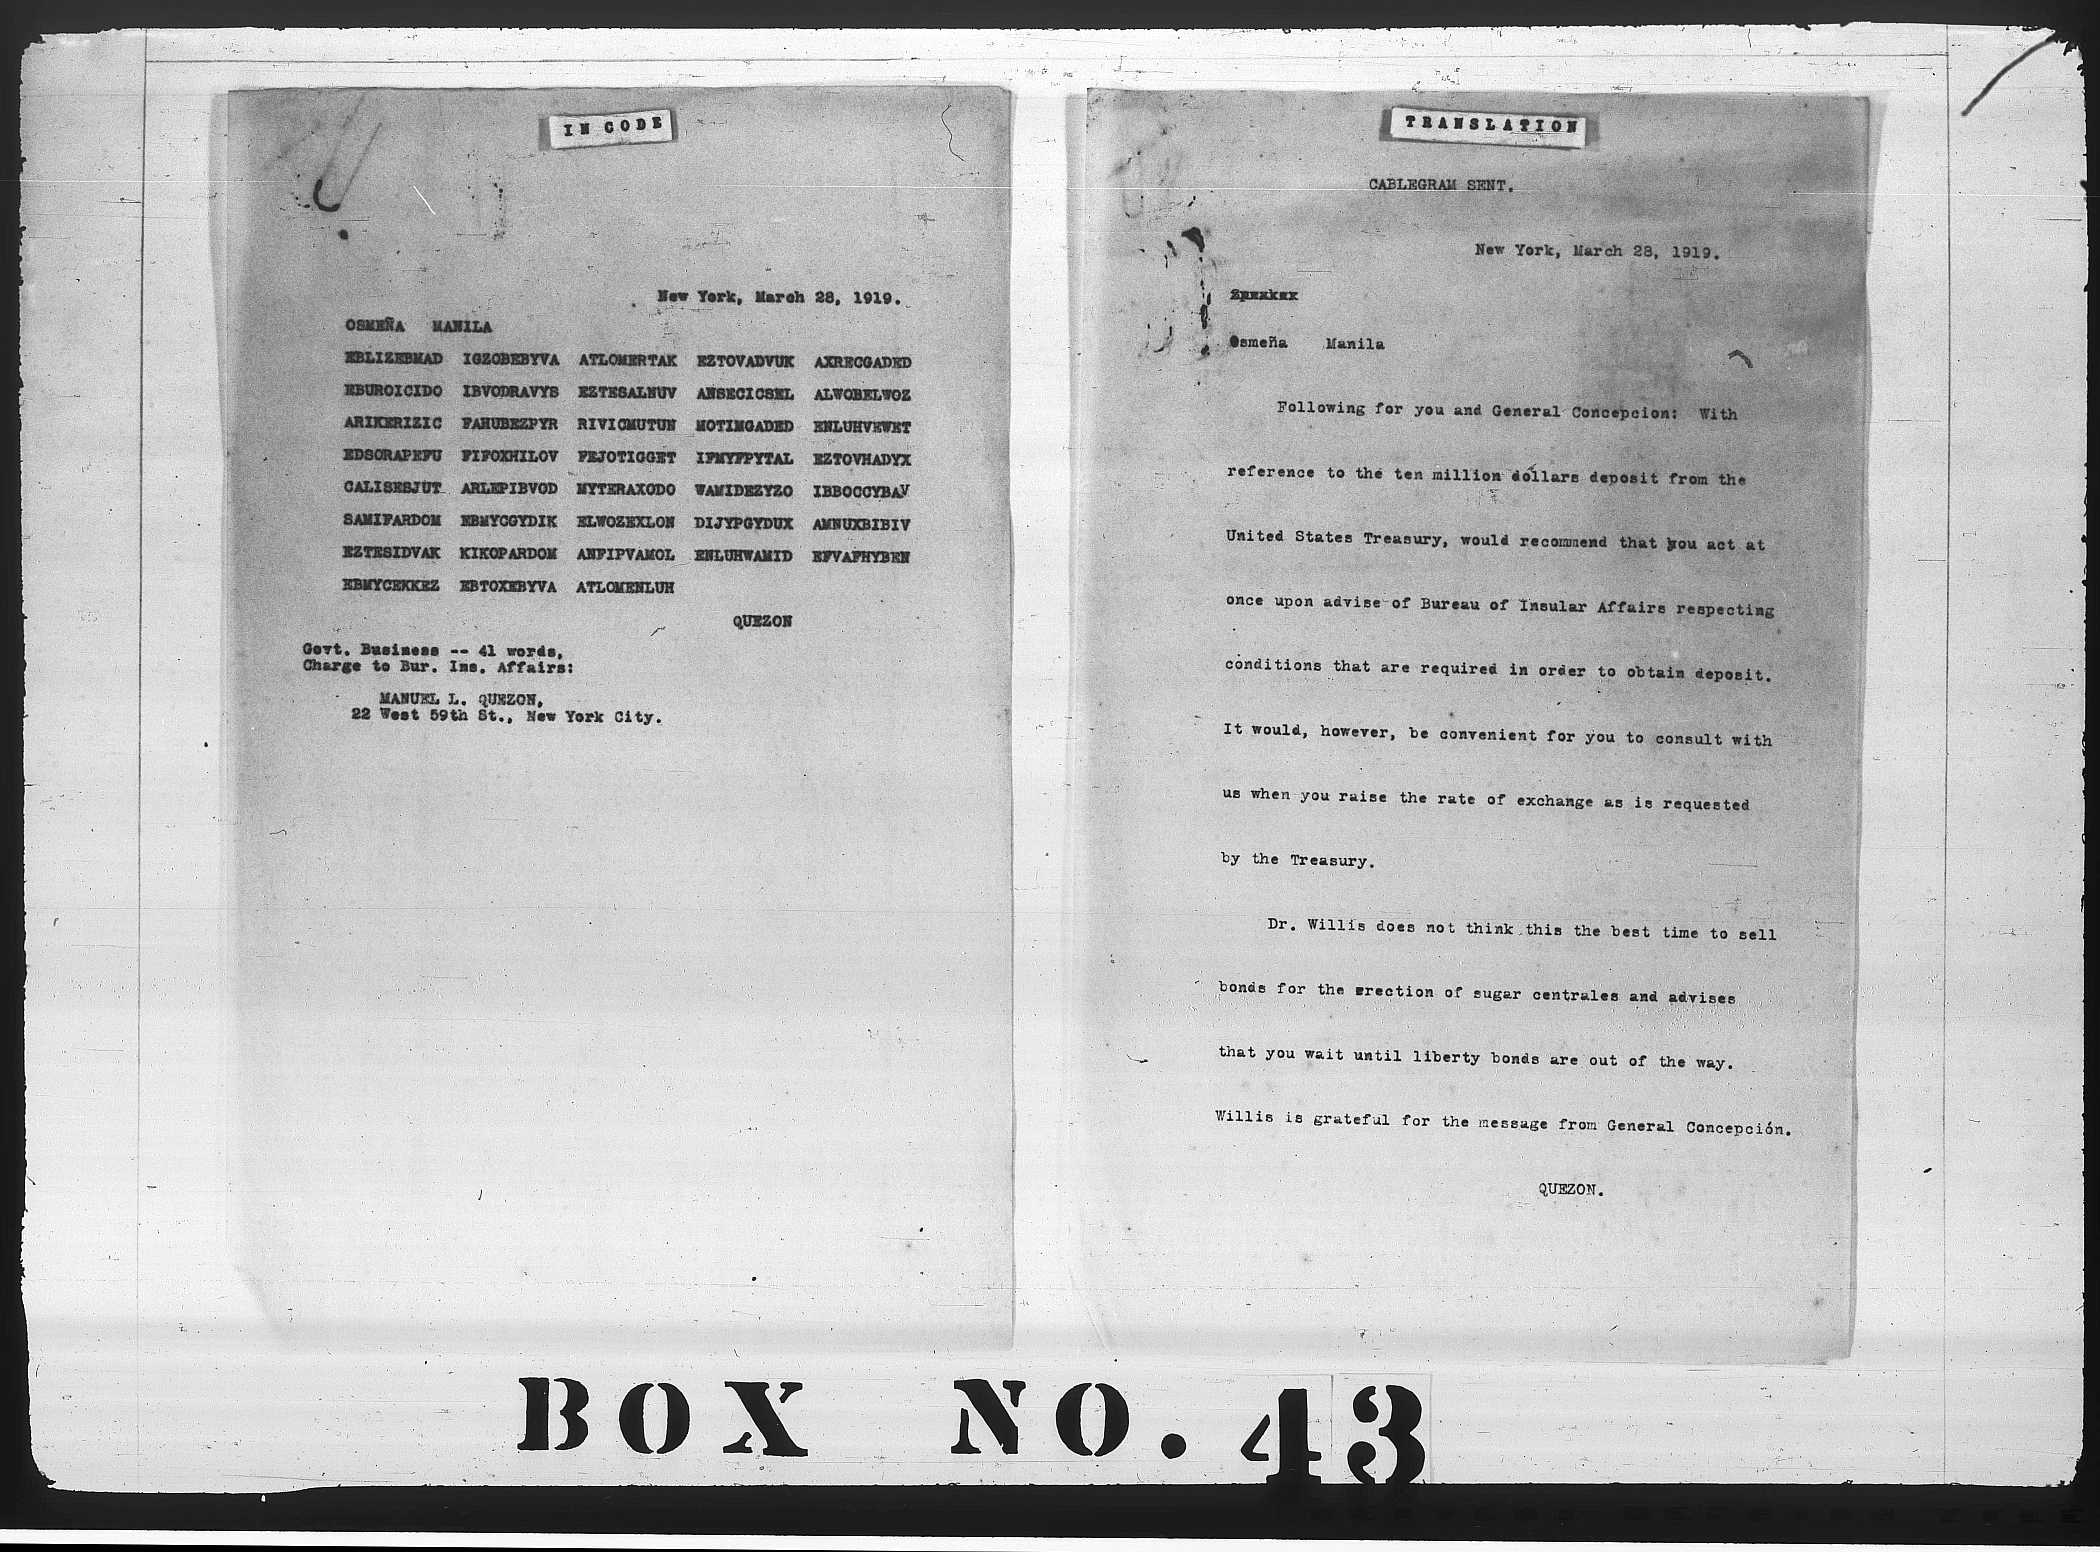 IN CODE
New York, March 28, 1919.
OSMEÑA MANILA
EBLIZEBMAD IGZOBEBYVA ATLOMERTAK EZTOVADVUK AXRECGADED
EBUROICIDO IBVODRAVYS EZTESALNUV ANSECICSEL ALWOBELWOZ
ARIKERIZIC FAHUBEZPYR RIVICMUTUN MOTIMGADED ENLUHVEWET
EDSORAPEFU FIFOXHILOV FEJOTIGGET IFMYFPYTAL EZTOVHADYX
CALISESJUT ARLEPIBVOD MYTERAXODO WAMIDEZYZO IBBOCCYBAV
SAMIFARDOM EBMYCGYDIK ELWOZEXLON DIJYPGYDUX AMNUXBIBIV
EZTESIDVAK KIKOPARDOM ANFIPVAMOL ENLUHWAMID EFVAFHYBEN
EBMYCEKKEZ EBTOXEBYVA ATLOMENLUH
QUEZON
Govt. Business -- 41 words,
Charge to Bur. Ins. Affairs:
MANUEL L. QUEZON,
22 West 59th St., New York City.
TRANSLATION
CABLEGRAM SENT.
New York, March 28, 1919.
Osmeña Manila
Following for you and General Concepcion: With
reference to the ten million dollars deposit from the
United States Treasury, would recommend that you act at
once upon advise of Bureau of Insular Affairs respecting
conditions that are required in order to obtain deposit.
It would, however, be convenient for you to consult with
us when you raise the rate of exchange as is requested
by the Treasury.
Dr. Willis does not think this the best time to sell
bonds for the erection of sugar centrales and advises
that you wait until liberty bonds are out of the way.
Willis is grateful for the message from General Concepción.
QUEZON.
BOX NO. 43